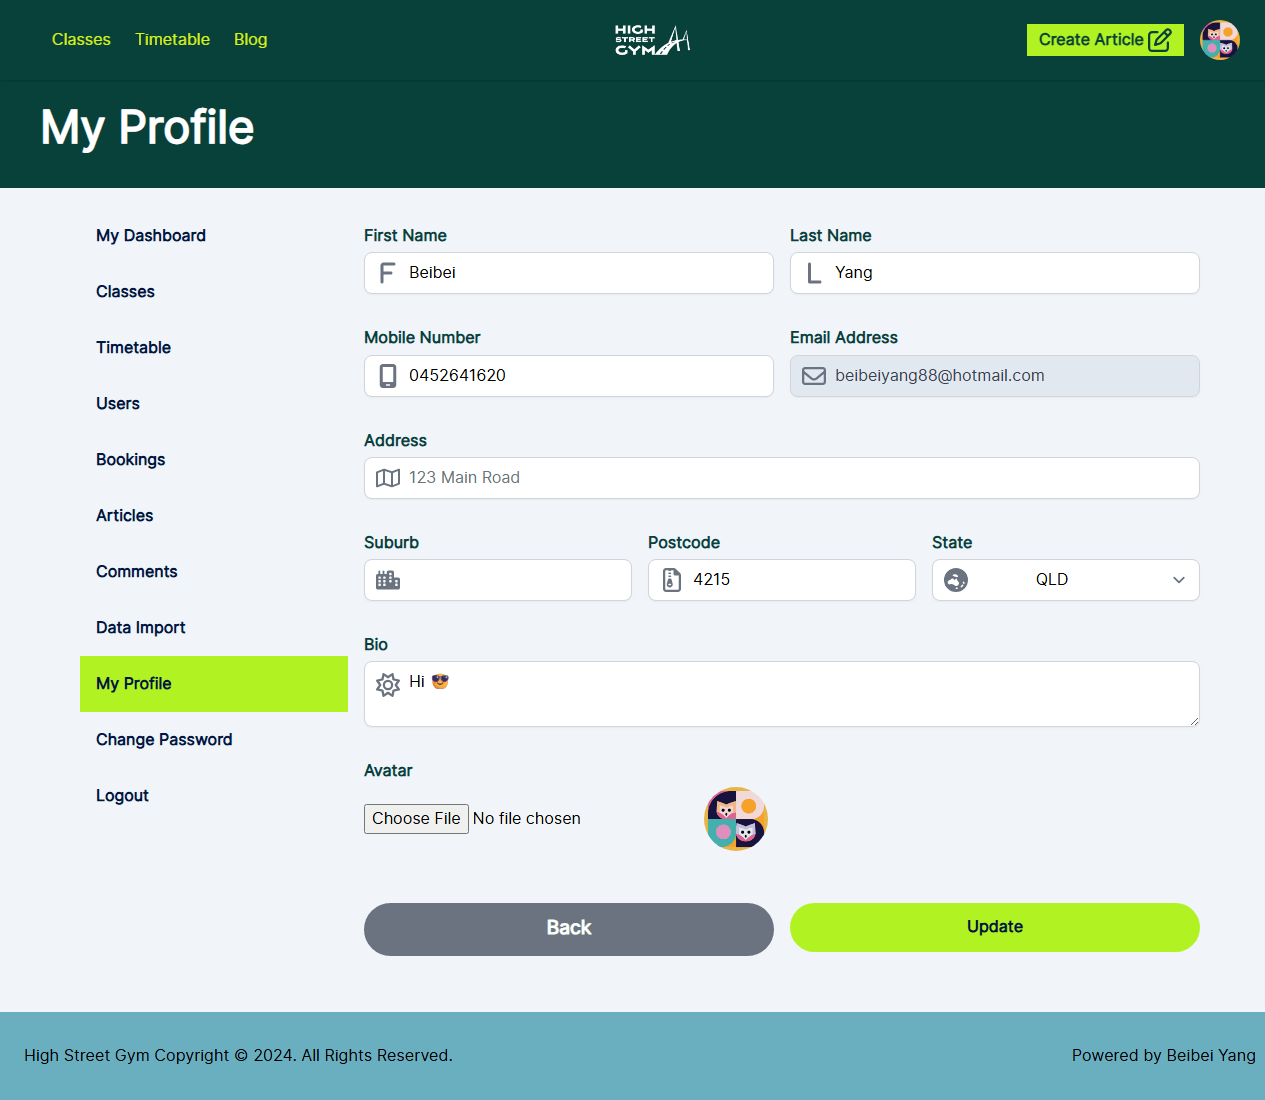 Classes Timetable Blog
HIGH
STREET
GYM
Create Article
My Profile
My Dashboard
Classes
Timetable
Users
Bookings
Articles
Comments
Data Import
My Profile
Change Password
Logout
First Name
Last Name
F Beibei
L Yang
Mobile Number
Email Address
0452641620
beibeiyang88@hotmail.com
Address
123 Main Road
Suburb
Postcode
State
4215
QLD
Bio
Hi 😎
Avatar
Choose File No file chosen
Back
Update
High Street Gym Copyright © 2024. All Rights Reserved.
Powered by Beibei Yang